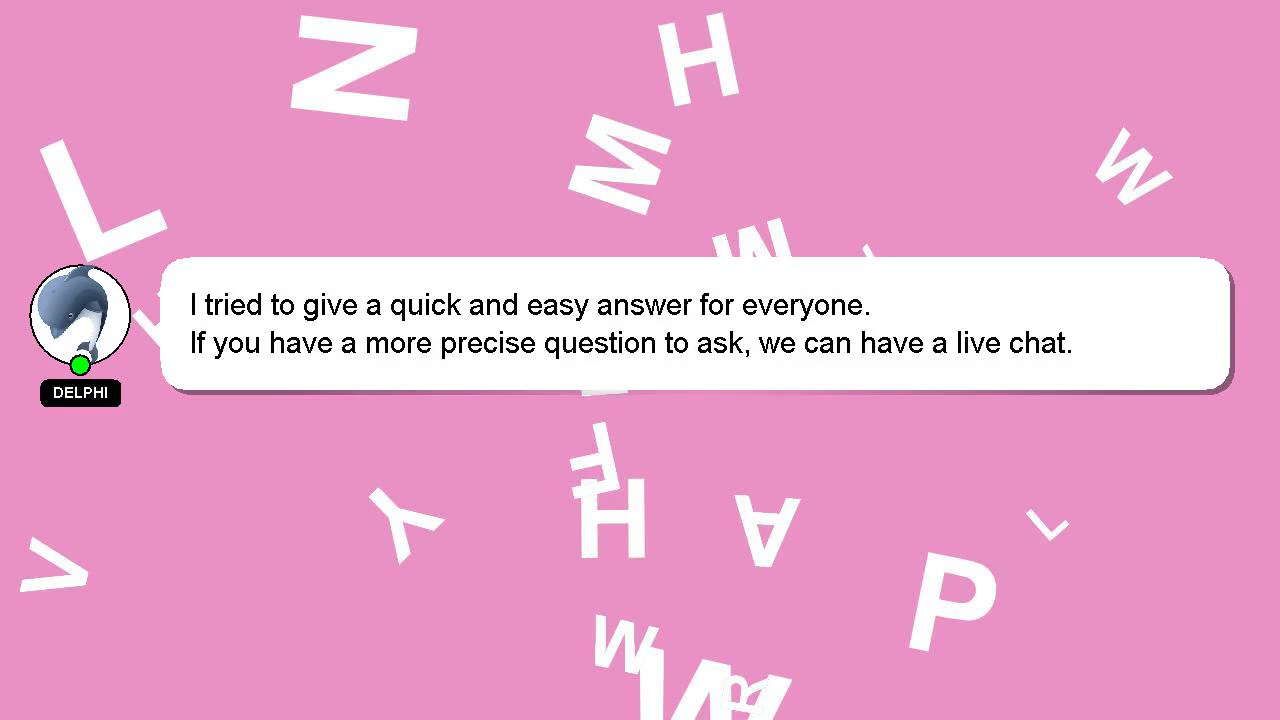 N
H
M
W
L
W
I tried to give a quick and easy answer for everyone.
If you have a more precise question to ask, we can have a live chat.
DELPHI
F
H
A
Y
L
V
P
W
W
R